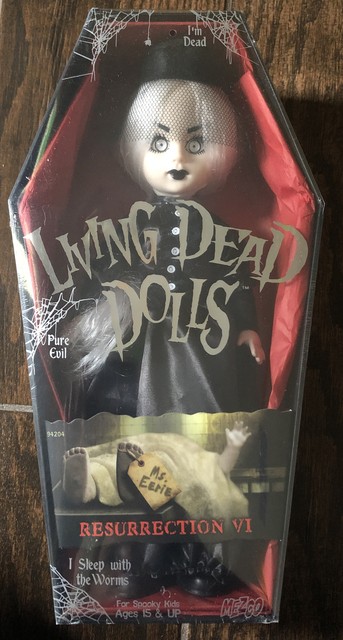 I'm
Dead
LIVING DEAD
DOLLS
Pure
Evil
94204
Ms.
Eerie
RESURRECTION VI
I Sleep with
the Worms
For Spooky Kids
Ages 15 & UP
MEZCO